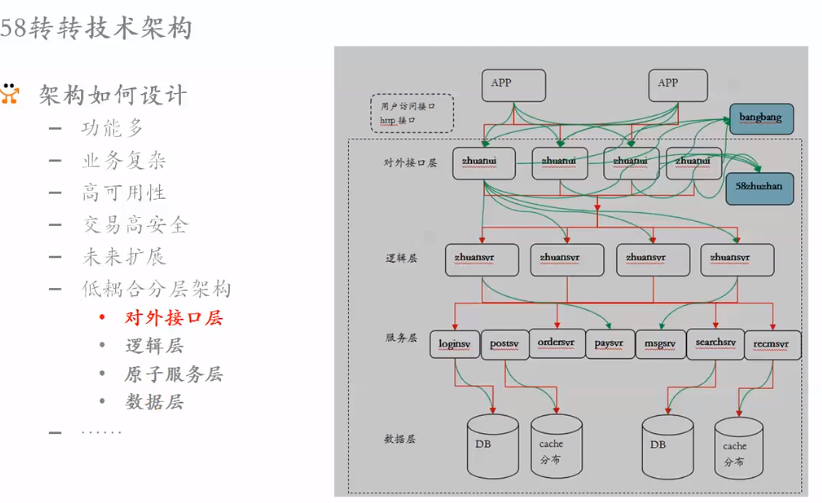 58转转技术架构
架构如何设计
— 功能多
— 业务复杂
— 高可用性
— 交易高安全
— 未来扩展
— 低耦合分层架构
• 对外接口层
• 逻辑层
• 原子服务层
• 数据层
— ……
APP
APP
用户访问接口
http 接口
bangbang
对外接口层
zhuanui
zhuanui
zhuanui
zhuanui
58zhuzhan
逻辑层
zhuansvr
zhuansvr
zhuansvr
zhuansvr
服务层
loginsv
postsv
ordersvr
paysvr
msgsrv
searchsrv
recmsvr
数据层
DB
cache
分布
DB
cache
分布